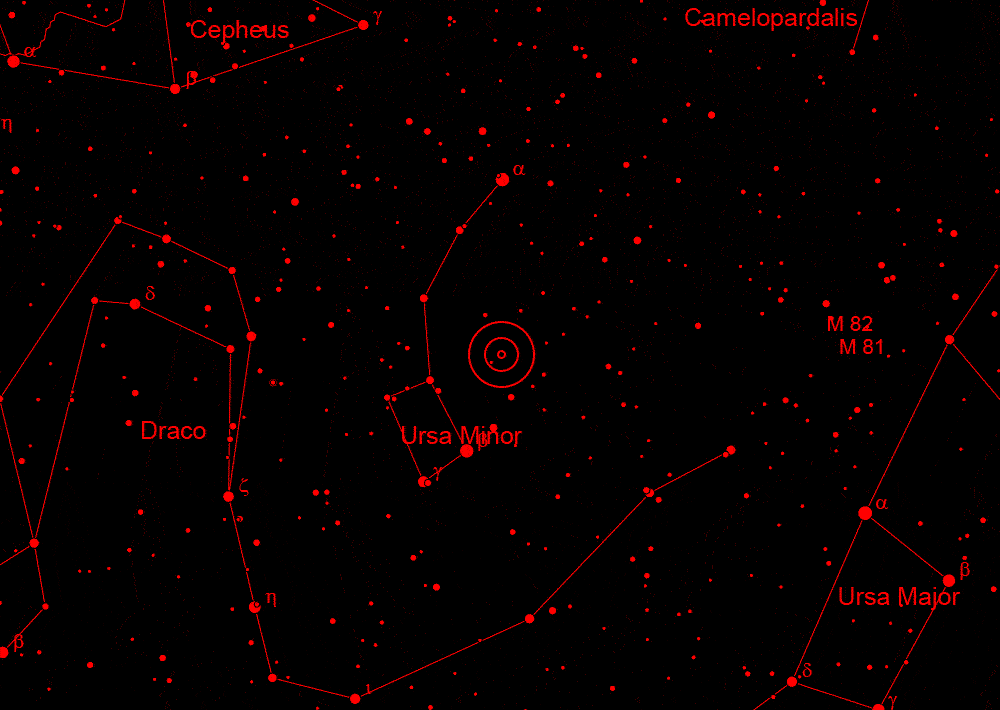 Camelopardalis
γ
Cepheus
α
β
η
α
δ
M 82
M 81
Draco
Ursa Minor
β
γ
ζ
α
β
η
Ursa Major
β
δ
ι
γ